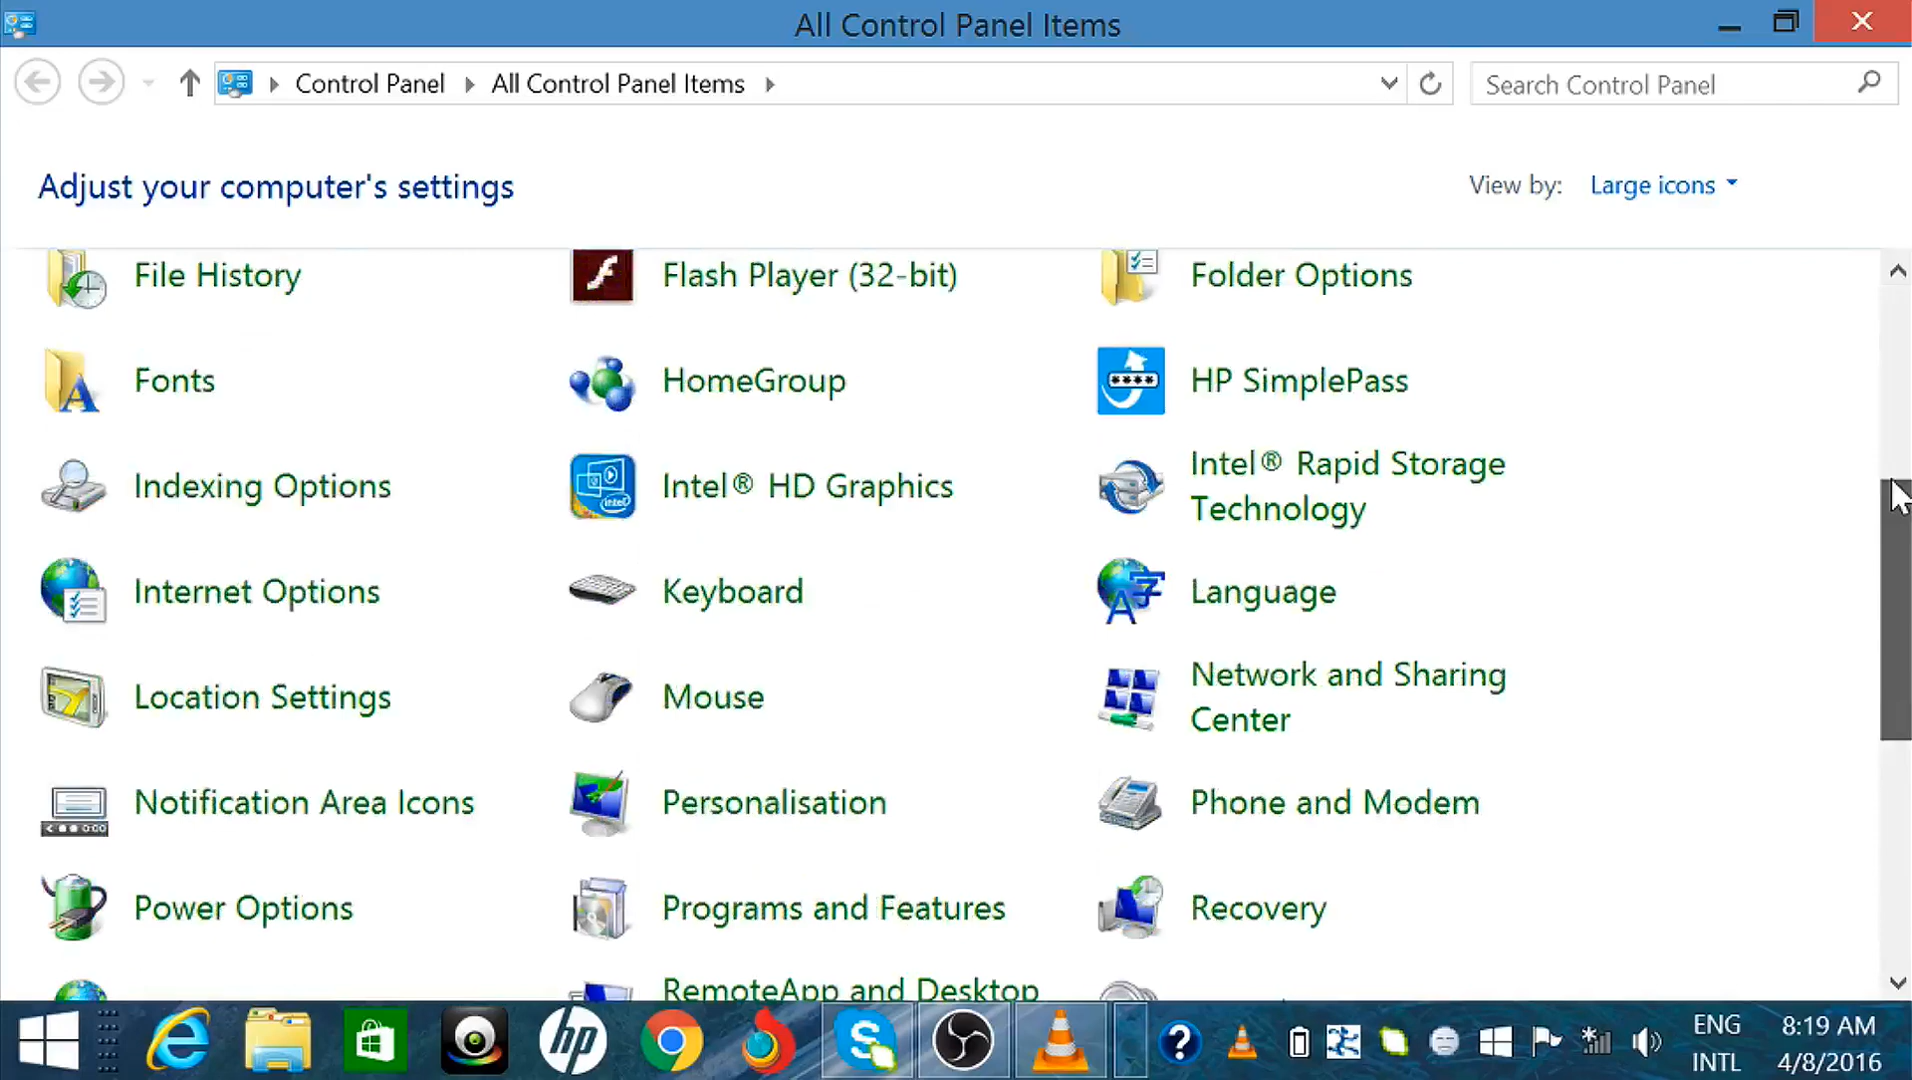 All Control Panel Items
Control Panel
All Control Panel Items
Search Control Panel
Adjust your computer's settings
View by:
Large icons
File History
Flash Player (32-bit)
Folder Options
Fonts
HomeGroup
HP SimplePass
Indexing Options
Intel® HD Graphics
Intel® Rapid Storage
Technology
Internet Options
Keyboard
Language
Location Settings
Mouse
Network and Sharing
Center
Notification Area Icons
Personalisation
Phone and Modem
Power Options
Programs and Features
Recovery
RemoteApp and Desktop
hp
ENG
INTL
8:19 AM
4/8/2016